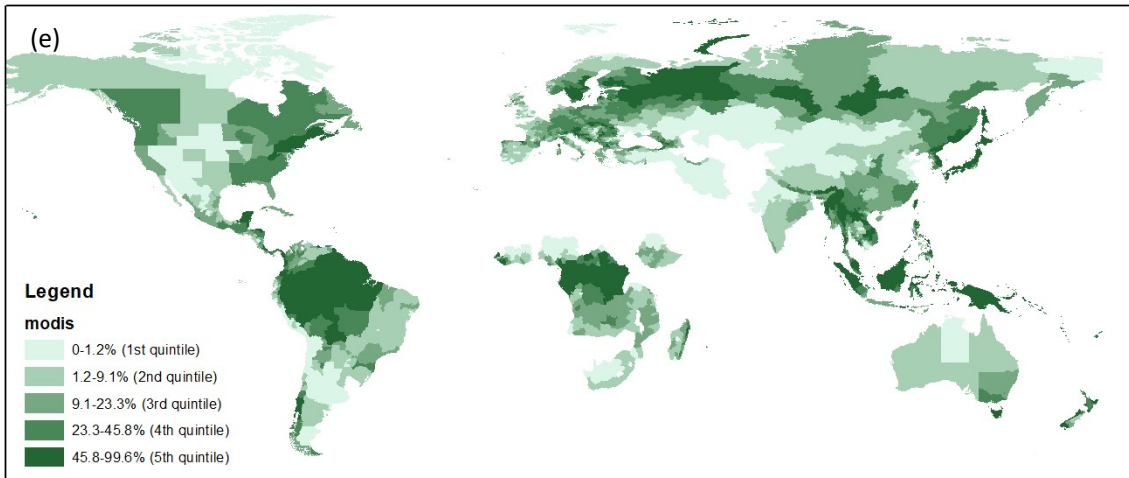 (e)
Legend
modis
0-1.2% (1st quintile)
1.2-9.1% (2nd quintile)
9.1-23.3% (3rd quintile)
23.3-45.8% (4th quintile)
45.8-99.6% (5th quintile)